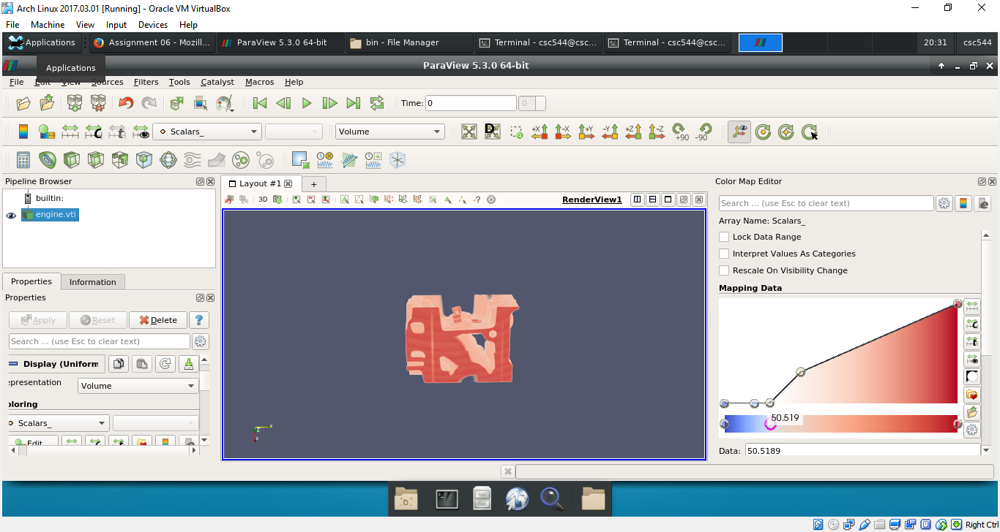 Arch Linux 2017.03.01 [Running] - Oracle VM VirtualBox
File Machine View Input Devices Help
Applications Assignment 06 - Mozill... ParaView 5.3.0 64-bit bin - File Manager Terminal - csc544@csc... Terminal - csc544@csc... 20:31 csc544
Applications
ParaView 5.3.0 64-bit
File Edit View Sources Filters Tools Catalyst Macros Help
Time: 0 0
Scalars_ Volume +X -X +Y -Y +Z -Z +90 -90
Pipeline Browser
builtin:
engine.vti
Properties Information
Properties
Apply Reset Delete ?
Search ... (use Esc to clear text)
Display (Uniform
epresentation Volume
oloring
Scalars_
Edit
Layout #1 +
3D RenderView1
Color Map Editor
Search ... (use Esc to clear text)
Array Name: Scalars_
Lock Data Range
Interpret Values As Categories
Rescale On Visibility Change
Mapping Data
50.519
Data: 50.5189
Right Ctrl